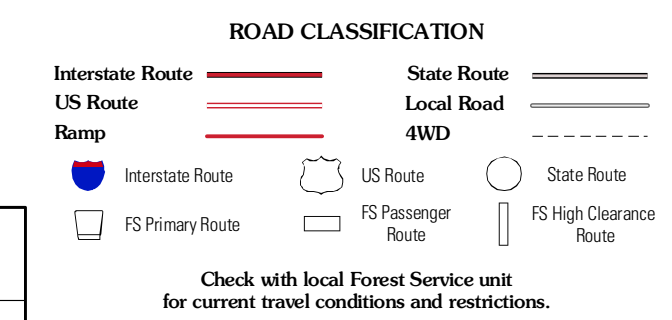 ROAD CLASSIFICATION
Interstate Route
State Route
US Route
Local Road
Ramp
4WD
Interstate Route
US Route
State Route
FS Primary Route
FS Passenger
Route
FS High Clearance
Route
Check with local Forest Service unit
for current travel conditions and restrictions.